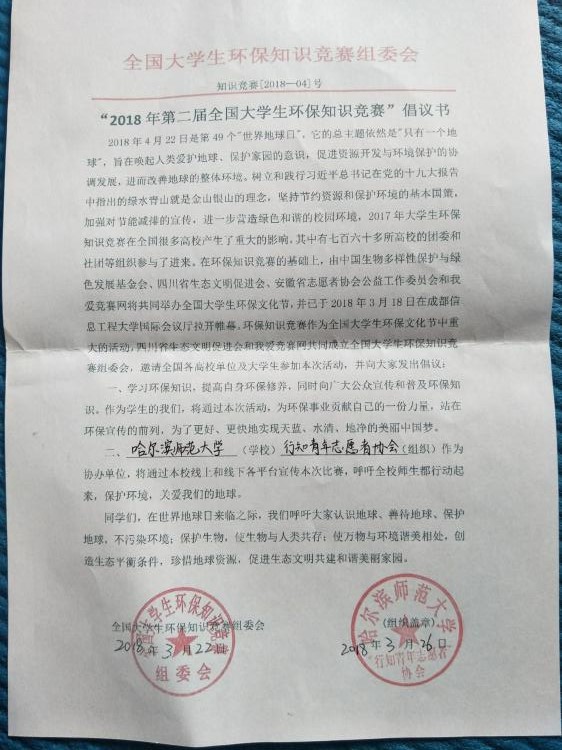 全国大学生环保知识竞赛组委会
知识竞赛[2018—04]号
“2018年第二届全国大学生环保知识竞赛”倡议书
2018年4月22日是第49个"世界地球日"，它的总主题依然是"只有一个地
球"，旨在唤起人类爱护地球、保护家园的意识，促进资源开发与环境保护的协
调发展，进而改善地球的整体环境。树立和践行习近平总书记在党的十九大报告
中指出的绿水青山就是金山银山的理念，坚持节约资源和保护环境的基本国策，
加强对节能减排的宣传，进一步营造绿色和谐的校园环境，2017年大学生环保
知识竞赛在全国很多高校产生了重大的影响。其中有七百六十多所高校的团委和
社团等组织参与了进来。在环保知识竞赛的基础上，由中国生物多样性保护与绿
色发展基金会、四川省生态文明促进会、安徽省志愿者协会公益工作委员会和我
爱竞赛网将共同举办全国大学生环保文化节，并已于2018年3月18日在成都信
息工程大学国际会议厅拉开帷幕。环保知识竞赛作为全国大学生环保文化节中重
大的活动，四川省生态文明促进会和我爱竞赛网共同成立全国大学生环保知识竞
赛组委会，邀请全国各高校单位及大学生参加本次活动，并向大家发出倡议：
一、学习环保知识，提高自身环保修养，同时向广大公众宣传和普及环保知
识。作为学生的我们，将通过本次活动，为环保事业贡献自己的一份力量，站在
环保宣传的前列，为了更好、更快地实现天蓝、水清、地净的美丽中国梦。
二、哈尔滨师范大学（学校）行知青年志愿者协会（组织）作为
协办单位，将通过本校线上和线下各平台宣传本次比赛，呼吁全校师生都行动起
来，保护环境，关爱我们的地球。
同学们，在世界地球日来临之际，我们呼吁大家认识地球、善待地球、保护
地球，不污染环境；保护生物，使生物与人类共存；使万物与环境谐美相处，创
造生态平衡条件，珍惜地球资源，促进生态文明共建和谐美丽家园。
全国大学生环保知识竞赛组委会
2018年3月22日
全国大学生环保知识竞赛
组委会
（组织盖章）
2018年3月26日
哈尔滨师范大学
行知青年志愿者
协会